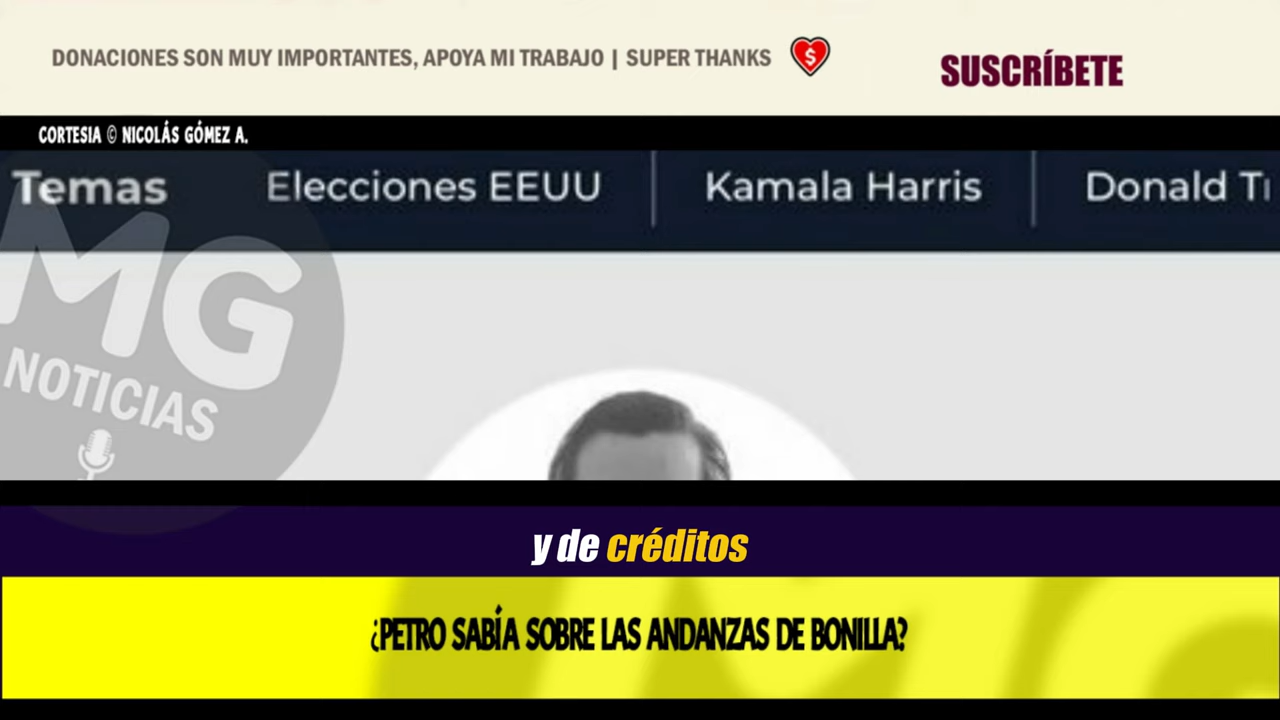 DONACIONES SON MUY IMPORTANTES, APOYA MI TRABAJO | SUPER THANKS
SUSCRÍBETE
CORTESIA © NICOLÁS GÓMEZ A.
Temas Elecciones EEUU Kamala Harris Donald
MG
NOTICIAS
y de créditos
¿PETRO SABÍA SOBRE LAS ANDANZAS DE BONILLA?